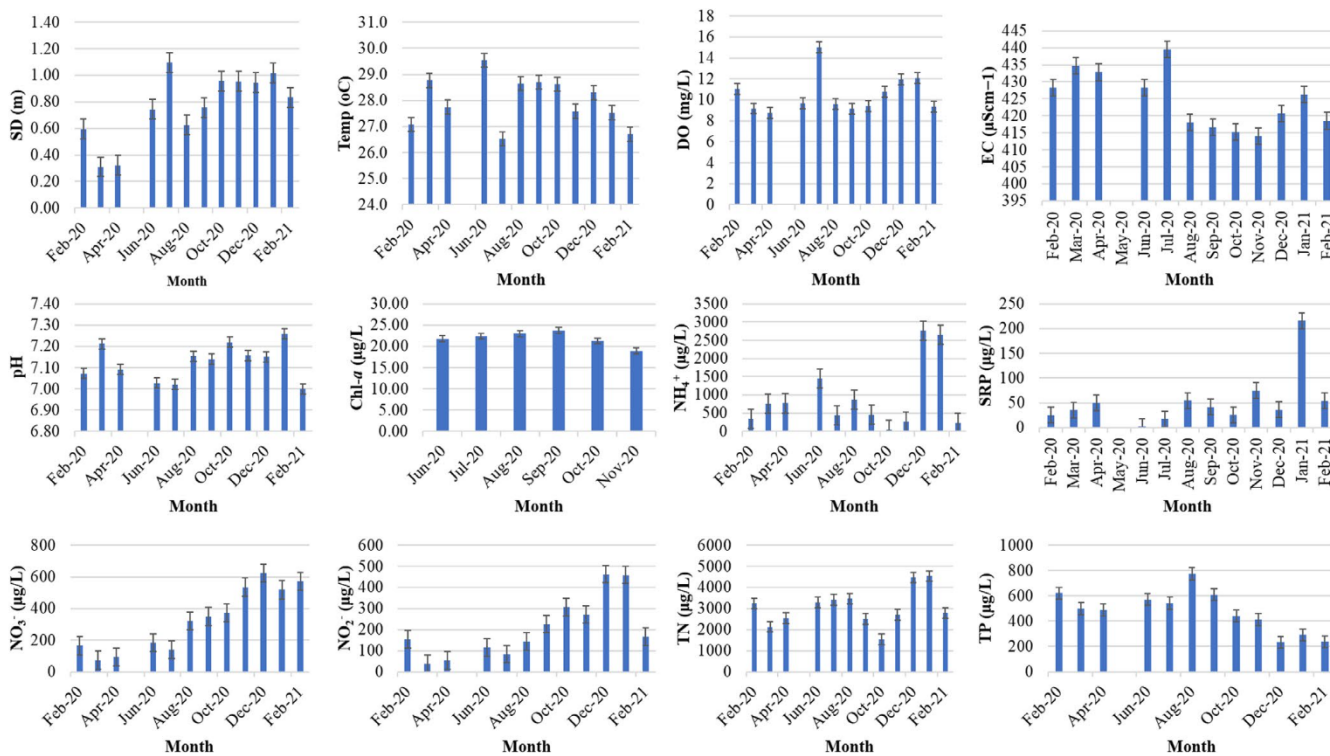 SD (m)
1.40
1.20
1.00
0.80
0.60
0.40
0.20
0.00
Feb-20
Apr-20
Jun-20
Aug-20
Oct-20
Dec-20
Feb-21
Month
Temp (oC)
31.0
30.0
29.0
28.0
27.0
26.0
25.0
24.0
Feb-20
Apr-20
Jun-20
Aug-20
Oct-20
Dec-20
Feb-21
Month
DO (mg/L)
18
16
14
12
10
8
6
4
2
0
Feb-20
Apr-20
Jun-20
Aug-20
Oct-20
Dec-20
Feb-21
Month
EC (µScm−1)
445
440
435
430
425
420
415
410
405
400
395
Feb-20
Mar-20
Apr-20
May-20
Jun-20
Jul-20
Aug-20
Sep-20
Oct-20
Nov-20
Dec-20
Jan-21
Feb-21
Month
pH
7.40
7.30
7.20
7.10
7.00
6.90
6.80
Feb-20
Apr-20
Jun-20
Aug-20
Oct-20
Dec-20
Feb-21
Month
Chl-a (µg/L
30.00
25.00
20.00
15.00
10.00
5.00
0.00
Jun-20
Jul-20
Aug-20
Sep-20
Oct-20
Nov-20
Month
NH₄⁺ (µg/L)
3500
3000
2500
2000
1500
1000
500
0
Feb-20
Apr-20
Jun-20
Aug-20
Oct-20
Dec-20
Feb-21
Month
SRP (µg/L)
250
200
150
100
50
0
Feb-20
Mar-20
Apr-20
May-20
Jun-20
Jul-20
Aug-20
Sep-20
Oct-20
Nov-20
Dec-20
Jan-21
Feb-21
Month
NO₃⁻ (µg/L)
800
600
400
200
0
Feb-20
Apr-20
Jun-20
Aug-20
Oct-20
Dec-20
Feb-21
Month
NO₂⁻ (µg/L)
600
500
400
300
200
100
0
Feb-20
Apr-20
Jun-20
Aug-20
Oct-20
Dec-20
Feb-21
Month
TN (µg/L)
6000
5000
4000
3000
2000
1000
0
Feb-20
Apr-20
Jun-20
Aug-20
Oct-20
Dec-20
Feb-21
Month
TP (µg/L)
1000
800
600
400
200
0
Feb-20
Apr-20
Jun-20
Aug-20
Oct-20
Dec-20
Feb-21
Month